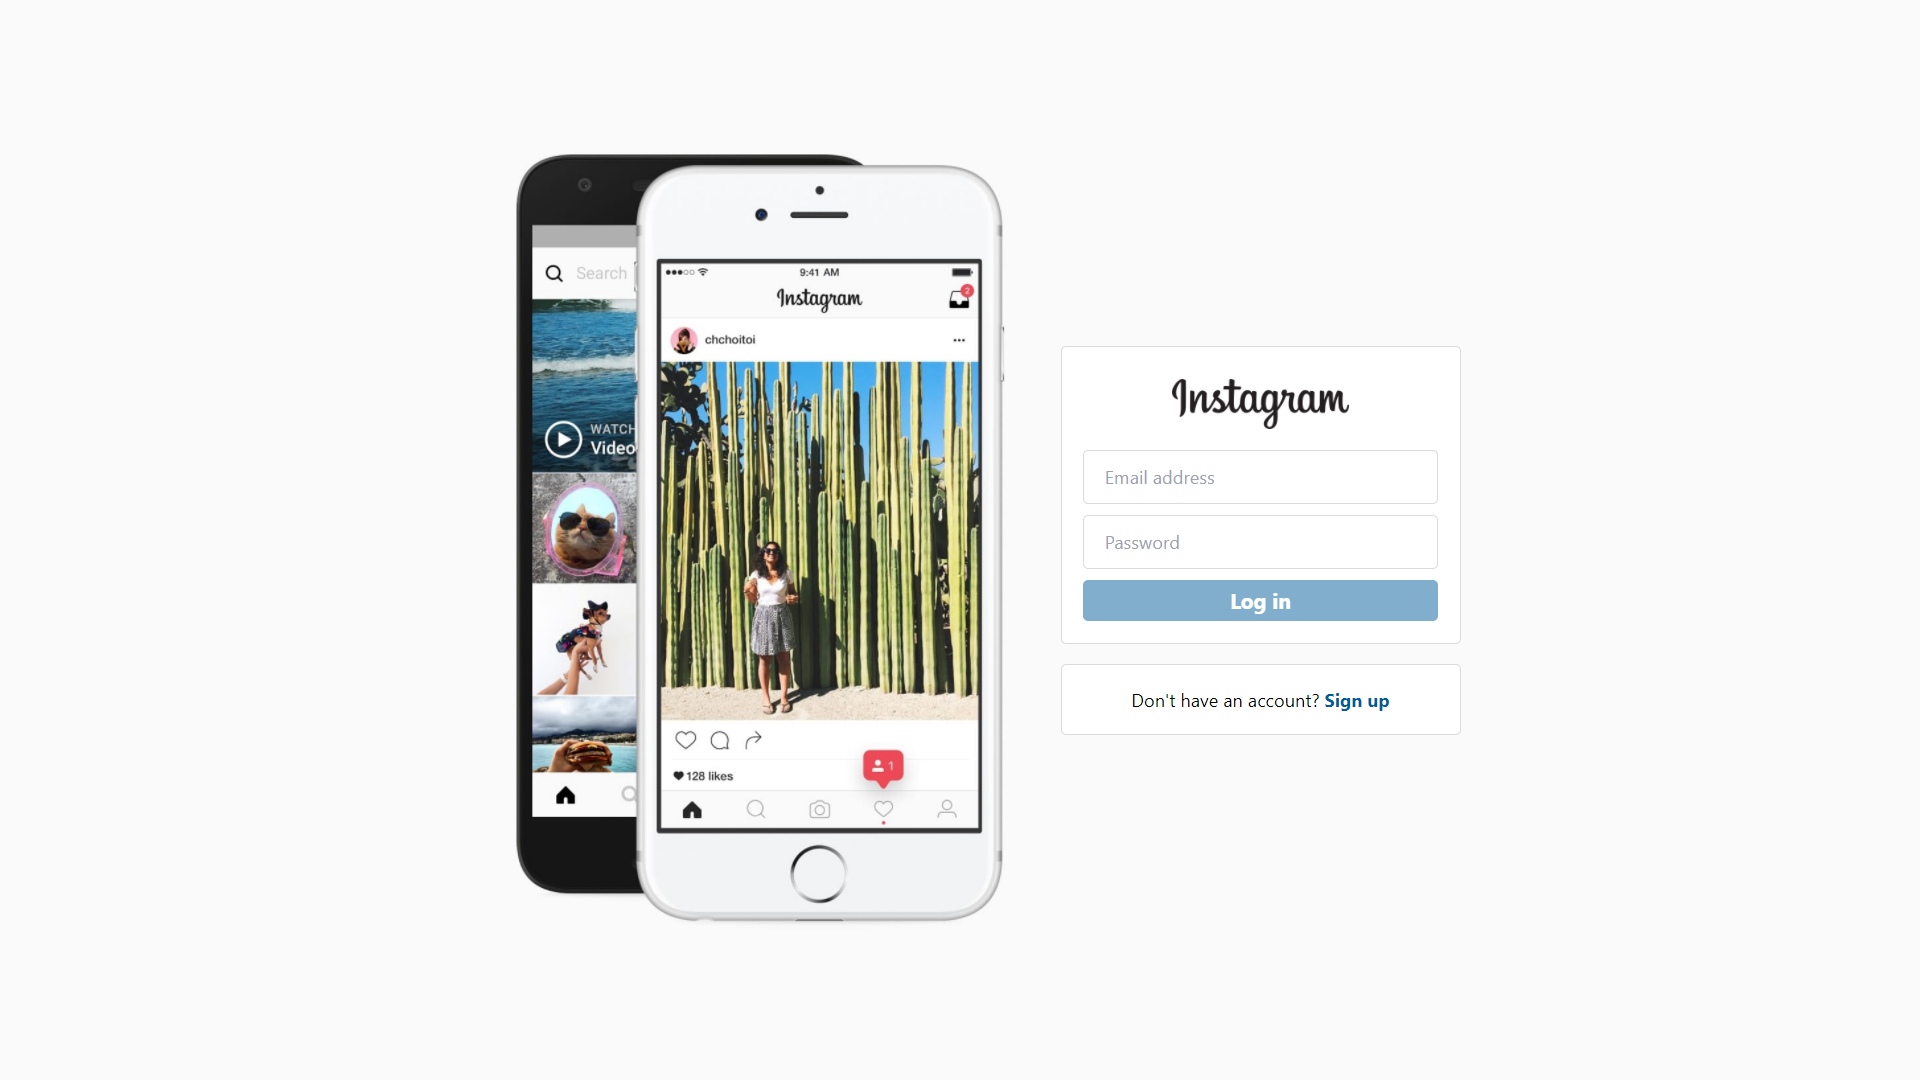 Search
WATCH
Video
9:41 AM
Instagram
2
chchoitoi
1
128 likes
Instagram
Email address
Password
Log in
Don't have an account? Sign up